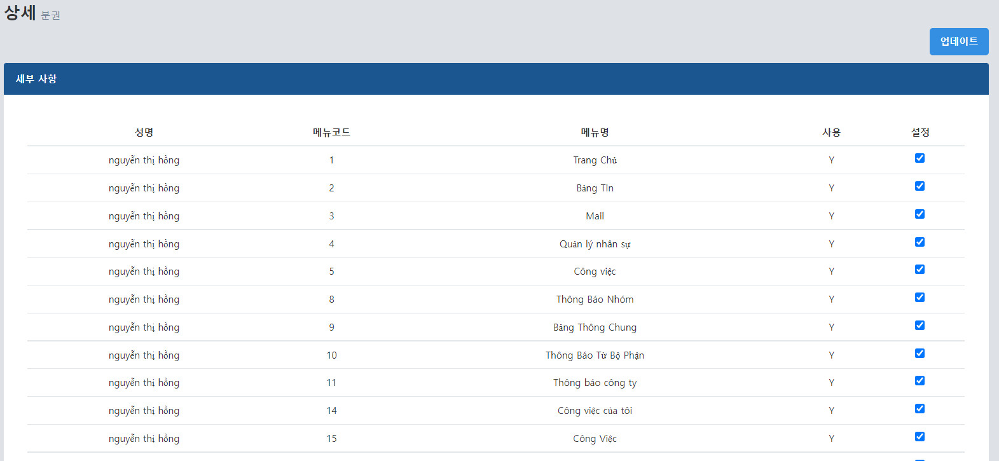 상세 분권
업데이트
세부 사항
성명 메뉴코드 메뉴명 사용 설정
nguyễn thị hồng 1 Trang Chủ Y
nguyễn thị hồng 2 Bảng Tin Y
nguyễn thị hồng 3 Mail Y
nguyễn thị hồng 4 Quản lý nhân sự Y
nguyễn thị hồng 5 Công việc Y
nguyễn thị hồng 8 Thông Báo Nhóm Y
nguyễn thị hồng 9 Bảng Thông Chung Y
nguyễn thị hồng 10 Thông Báo Từ Bộ Phận Y
nguyễn thị hồng 11 Thông báo công ty Y
nguyễn thị hồng 14 Công việc của tôi Y
nguyễn thị hồng 15 Công Việc Y